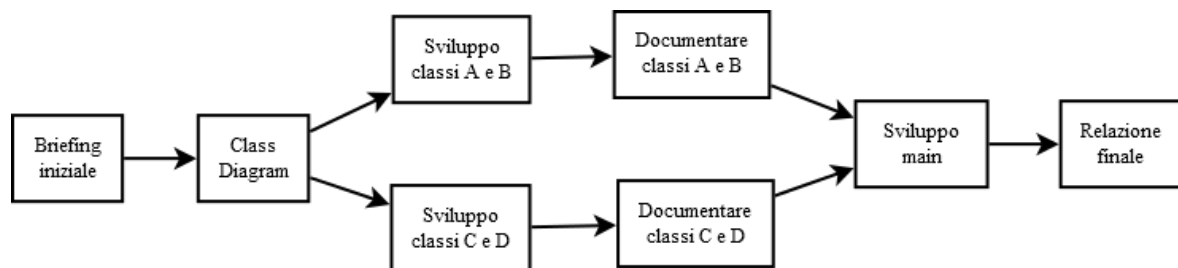 Briefing
iniziale
Class
Diagram
Sviluppo
classi A e B
Documentare
classi A e B
Sviluppo
classi C e D
Documentare
classi C e D
Sviluppo
main
Relazione
finale